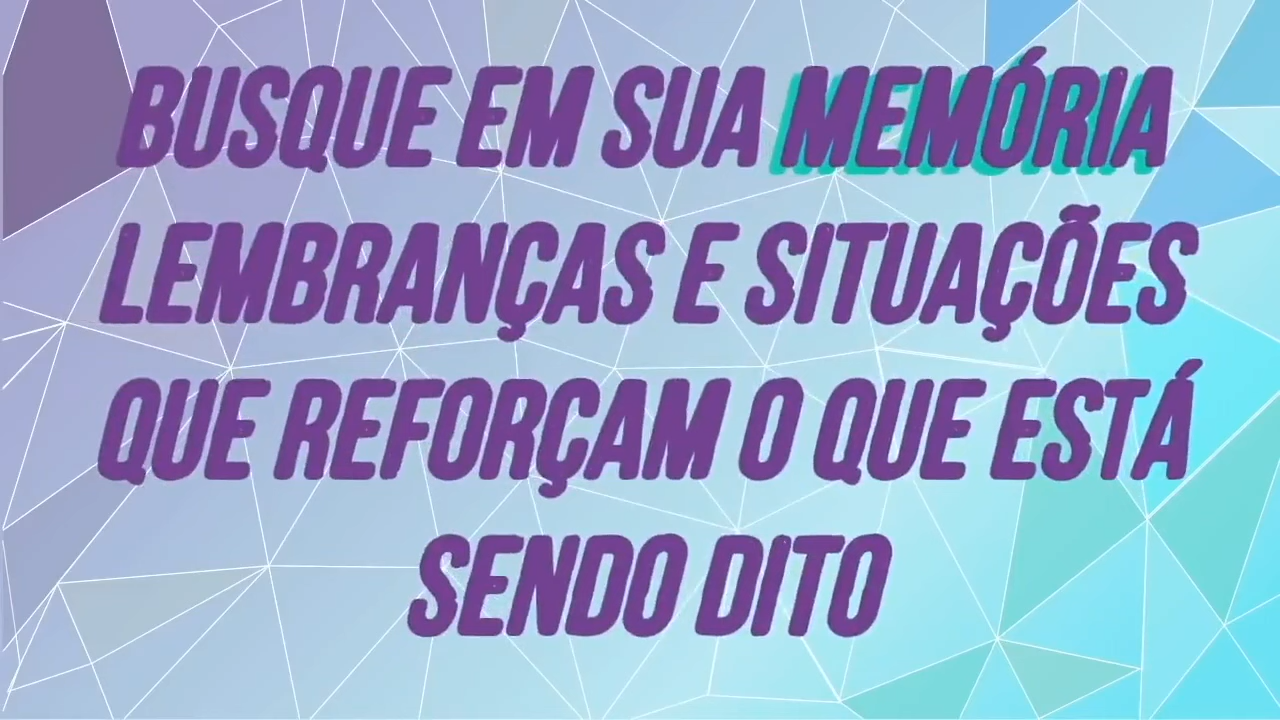 BUSQUE EM SUA MEMÓRIA
LEMBRANÇAS E SITUAÇÕES
QUE REFORÇAM O QUE ESTÁ
SENDO DITO